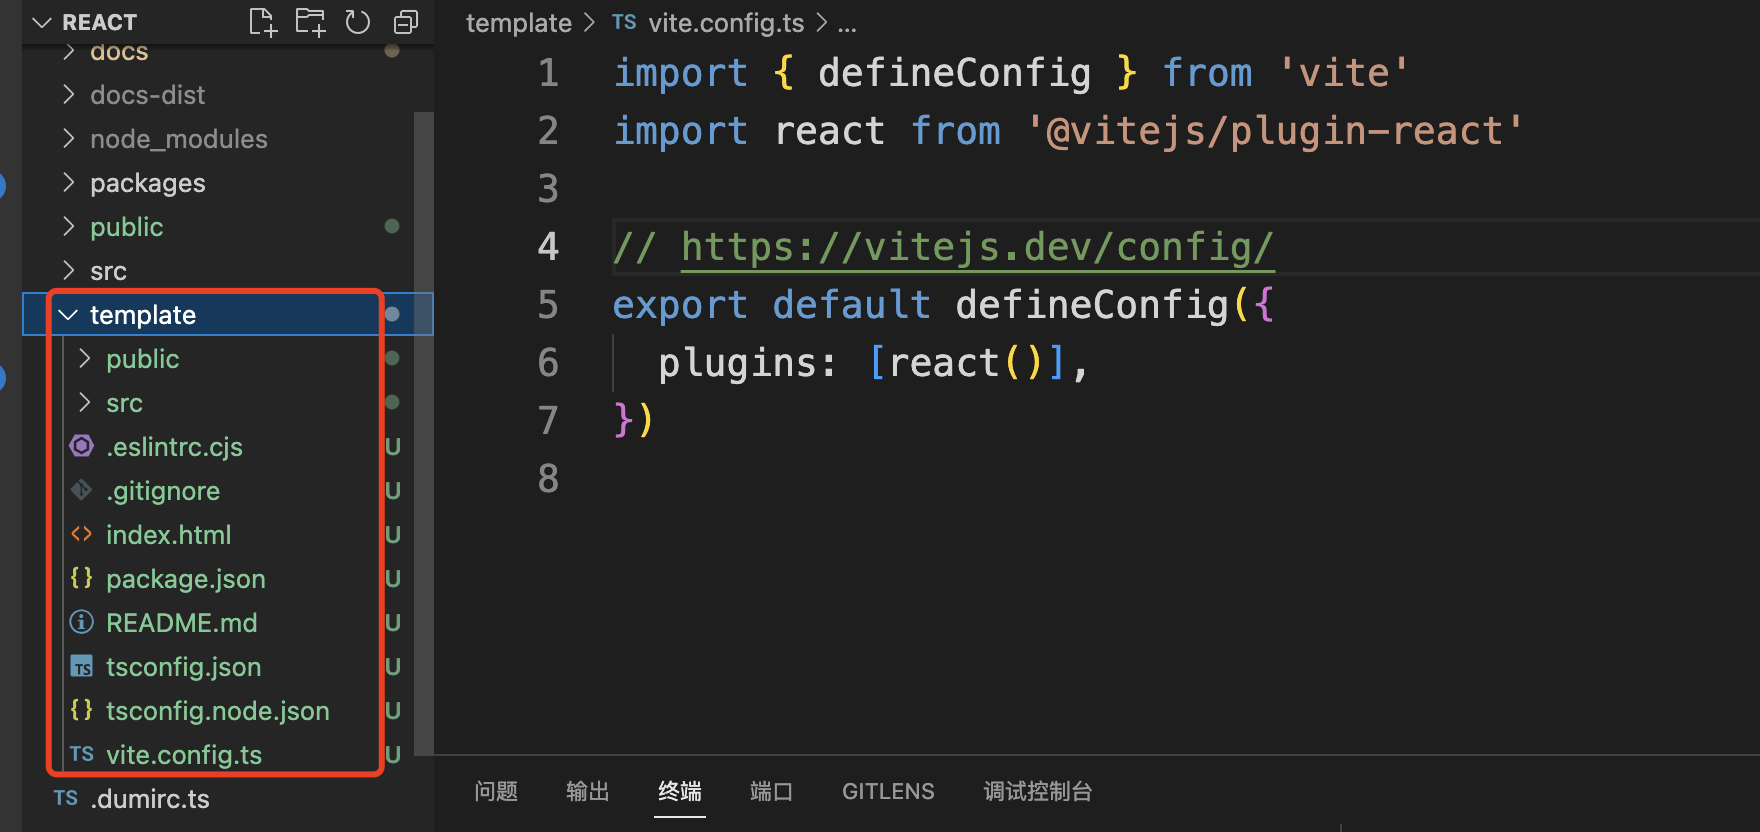 REACT
docs
docs-dist
node_modules
packages
public
src
template
public
src
.eslintrc.cjs U
.gitignore U
index.html U
package.json U
README.md U
tsconfig.json U
tsconfig.node.json U
TS vite.config.ts U
TS .dumirc.ts
template > TS vite.config.ts > ...
1 import { defineConfig } from 'vite'
2 import react from '@vitejs/plugin-react'
3
4 // https://vitejs.dev/config/
5 export default defineConfig({
6 plugins: [react()],
7 })
8
问题 输出 终端 端口 GITLENS 调试控制台